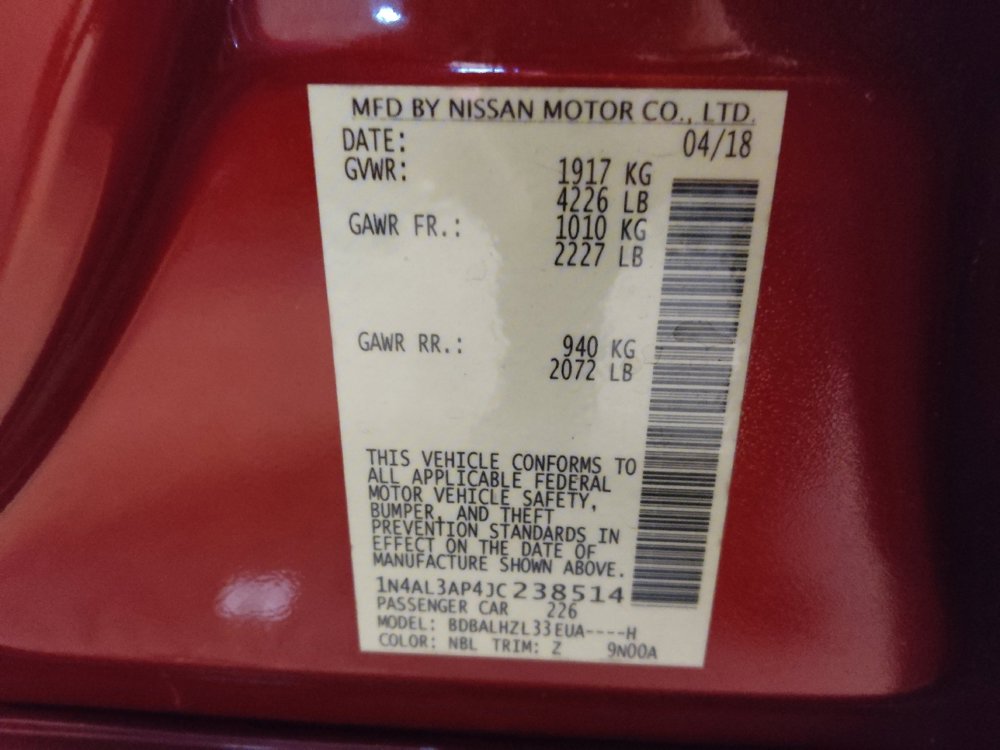 MFD BY NISSAN MOTOR CO., LTD.
DATE: 04/18
GVWR: 1917 KG
4226 LB
GAWR FR.: 1010 KG
2227 LB
GAWR RR.: 940 KG
2072 LB
THIS VEHICLE CONFORMS TO
ALL APPLICABLE FEDERAL
MOTOR VEHICLE SAFETY,
BUMPER, AND THEFT
PREVENTION STANDARDS IN
EFFECT ON THE DATE OF
MANUFACTURE SHOWN ABOVE.
1N4AL3AP4JC238514
PASSENGER CAR 226
MODEL: BDBALHZL33EUA----H
COLOR: NBL TRIM: Z 9N00A